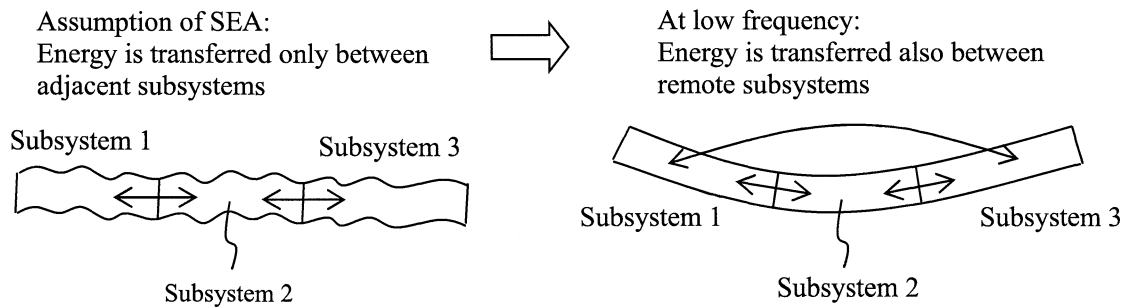 Assumption of SEA:
Energy is transferred only between
adjacent subsystems
Subsystem 1
Subsystem 3
Subsystem 2
At low frequency:
Energy is transferred also between
remote subsystems
Subsystem 1
Subsystem 3
Subsystem 2